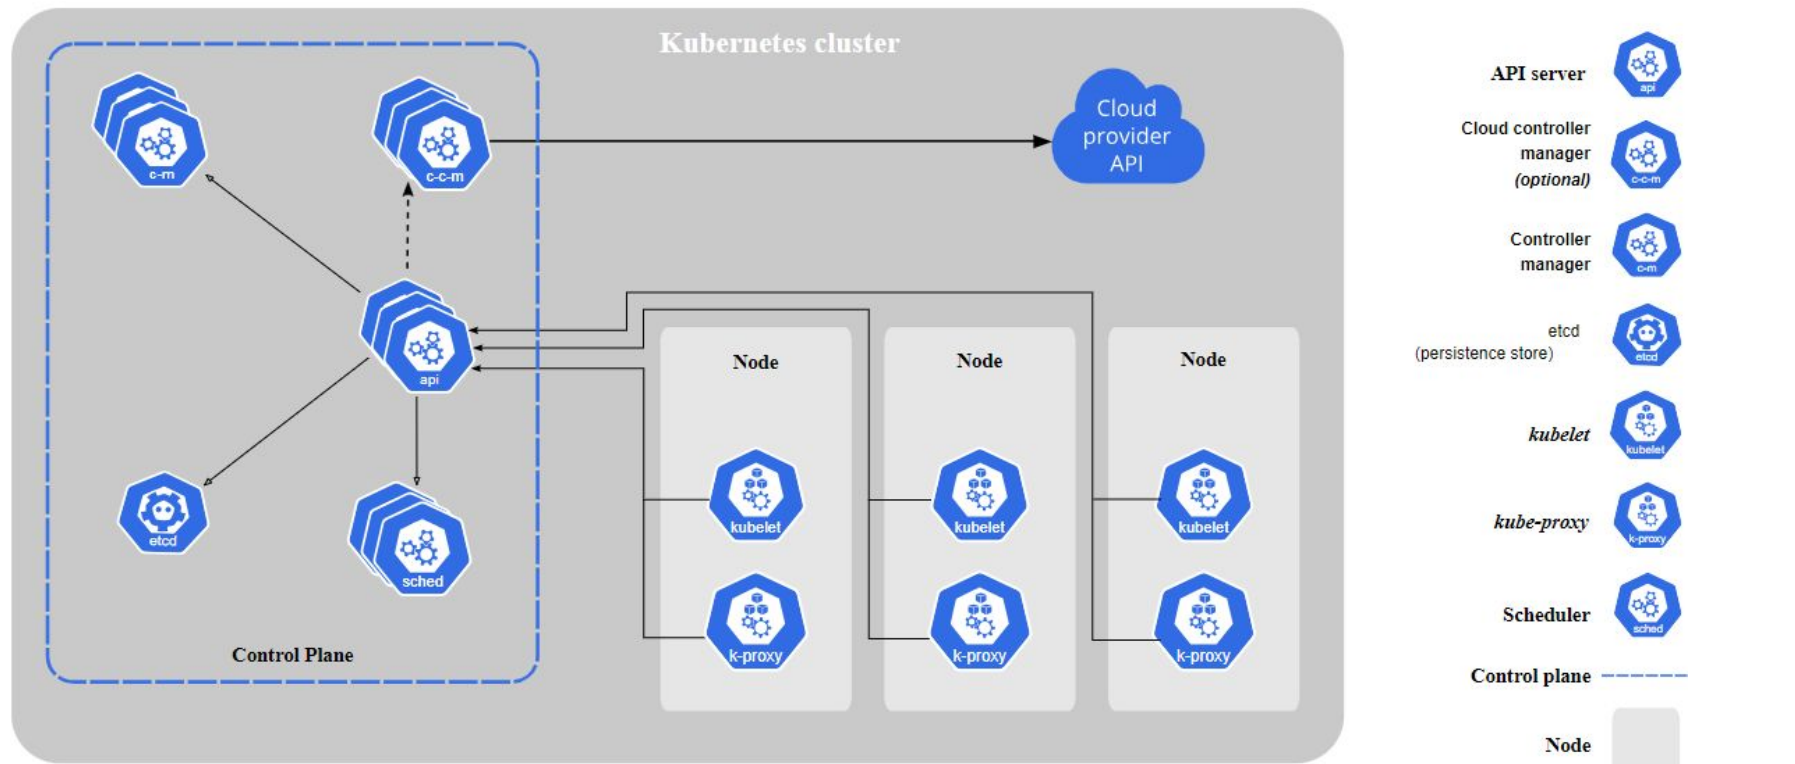 Kubernetes cluster
c-m
c-c-m
Cloud
provider
API
api
etcd
sched
Control Plane
Node
kubelet
k-proxy
Node
kubelet
k-proxy
Node
kubelet
k-proxy
API server
api
Cloud controller
manager
(optional)
c-c-m
Controller
manager
c-m
etcd
(persistence store)
etcd
kubelet
kubelet
kube-proxy
k-proxy
Scheduler
sched
Control plane
Node